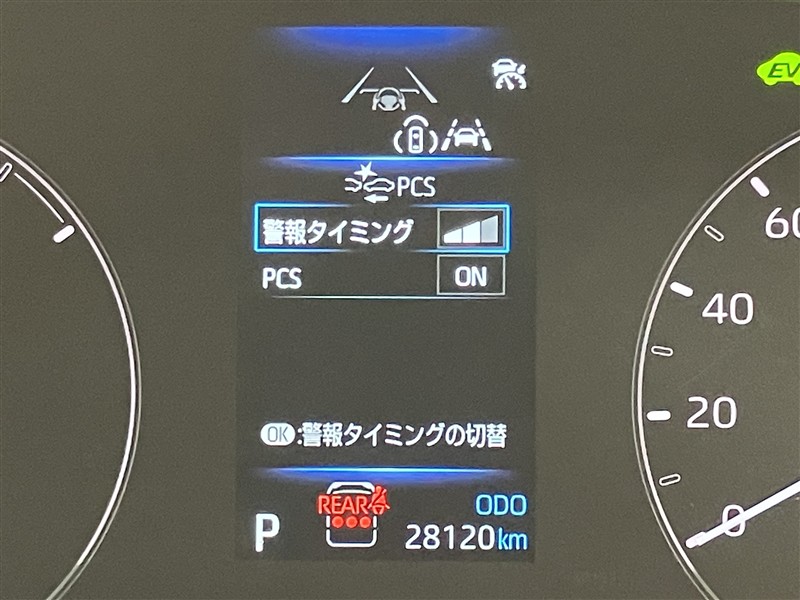 EV
PCS
警報タイミング
PCS ON
60
40
20
0
OK:警報タイミングの切替
P REAR ODO
28120km